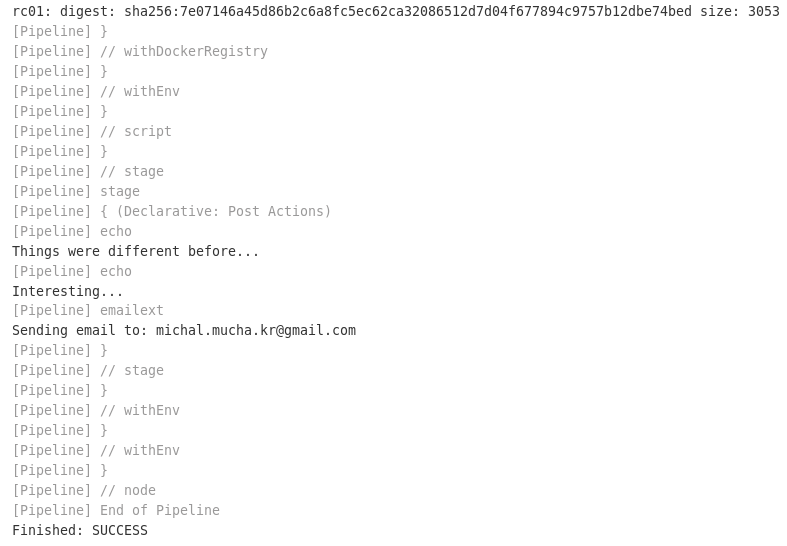 rc01: digest: sha256:7e07146a45d86b2c6a8fc5ec62ca32086512d7d04f677894c9757b12dbe74bed size: 3053
[Pipeline] }
[Pipeline] // withDockerRegistry
[Pipeline] }
[Pipeline] // withEnv
[Pipeline] }
[Pipeline] // script
[Pipeline] }
[Pipeline] // stage
[Pipeline] stage
[Pipeline] { (Declarative: Post Actions)
[Pipeline] echo
Things were different before...
[Pipeline] echo
Interesting...
[Pipeline] emailext
Sending email to: michal.mucha.kr@gmail.com
[Pipeline] }
[Pipeline] // stage
[Pipeline] }
[Pipeline] // withEnv
[Pipeline] }
[Pipeline] // withEnv
[Pipeline] }
[Pipeline] // node
[Pipeline] End of Pipeline
Finished: SUCCESS